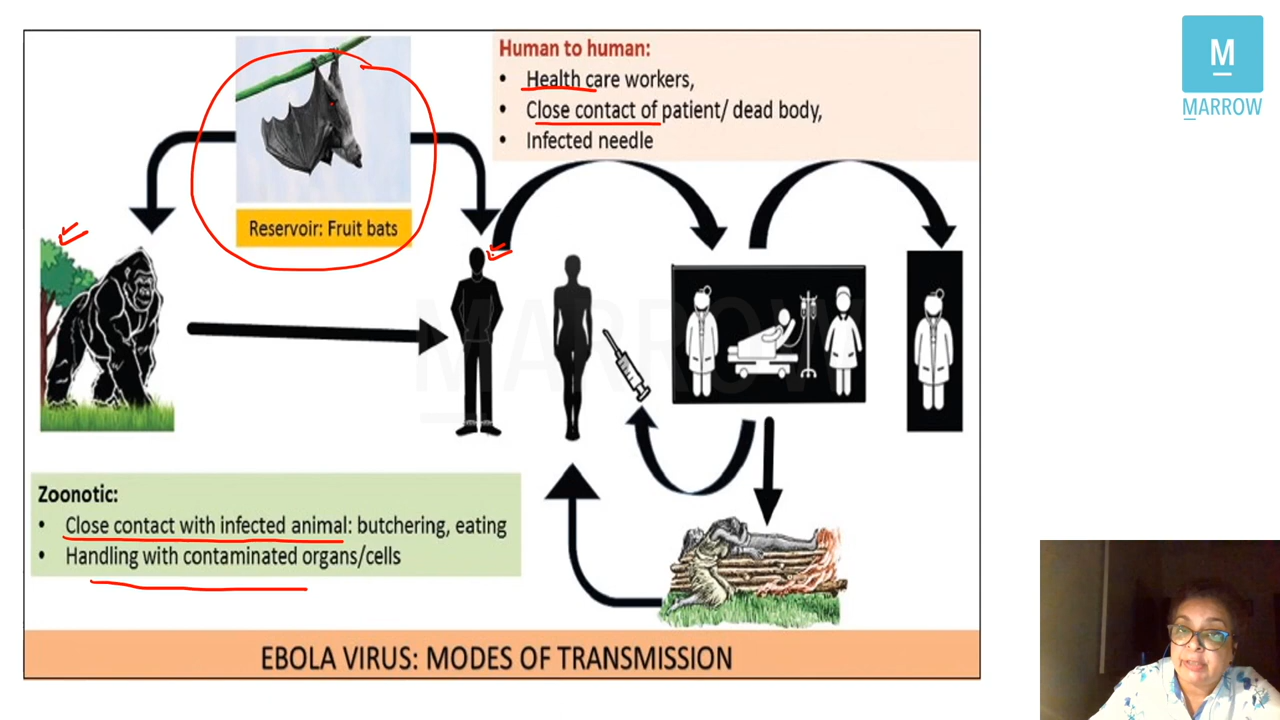 Human to human:
• Health care workers,
• Close contact of patient/ dead body,
• Infected needle
M
MARROW
Reservoir: Fruit bats
MARROW
Zoonotic:
• Close contact with infected animal: butchering, eating
• Handling with contaminated organs/cells
EBOLA VIRUS: MODES OF TRANSMISSION